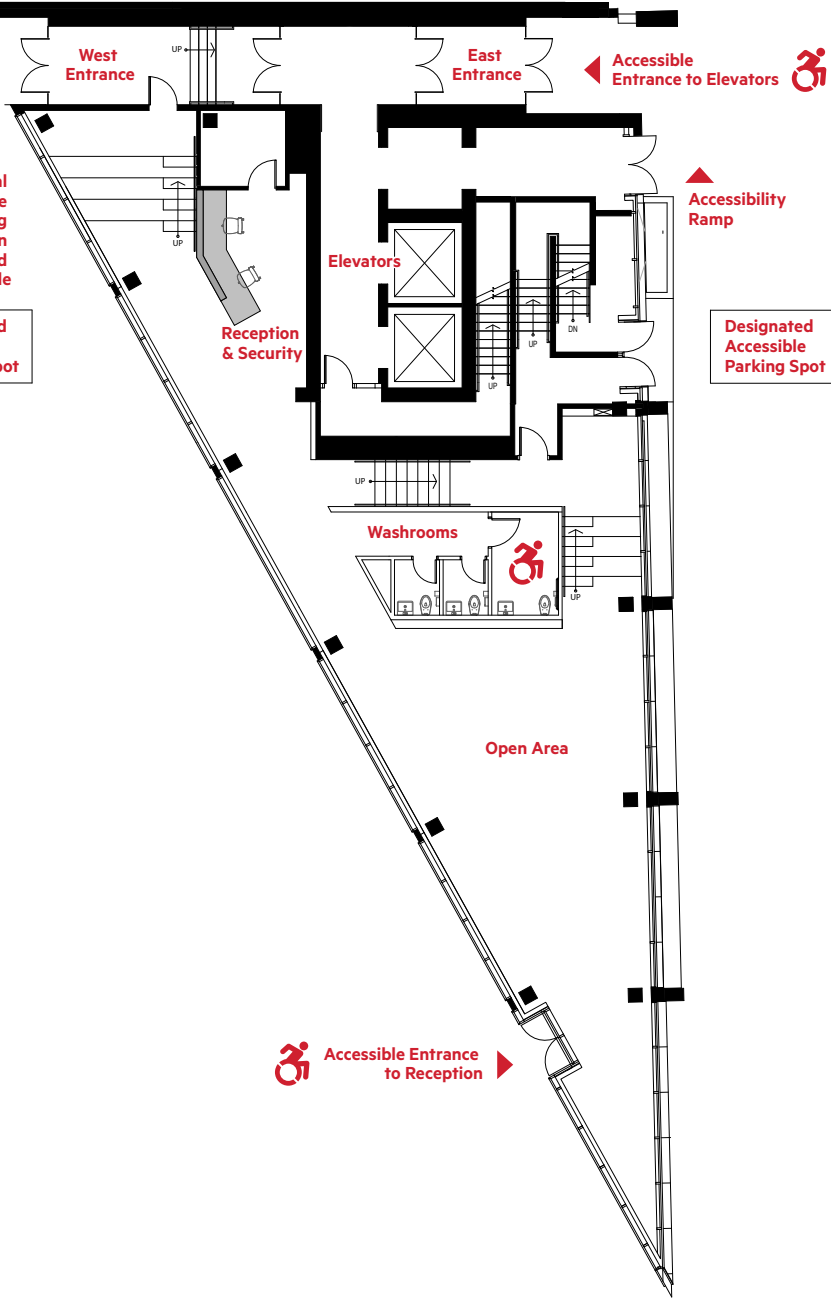 West
Entrance
UP
East
Entrance
Accessible
Entrance to Elevators
Accessibility
Ramp
UP
Elevators
Reception
& Security
UP
UP
DN
Designated
Accessible
Parking Spot
UP
Washrooms
UP
Open Area
Accessible Entrance
to Reception